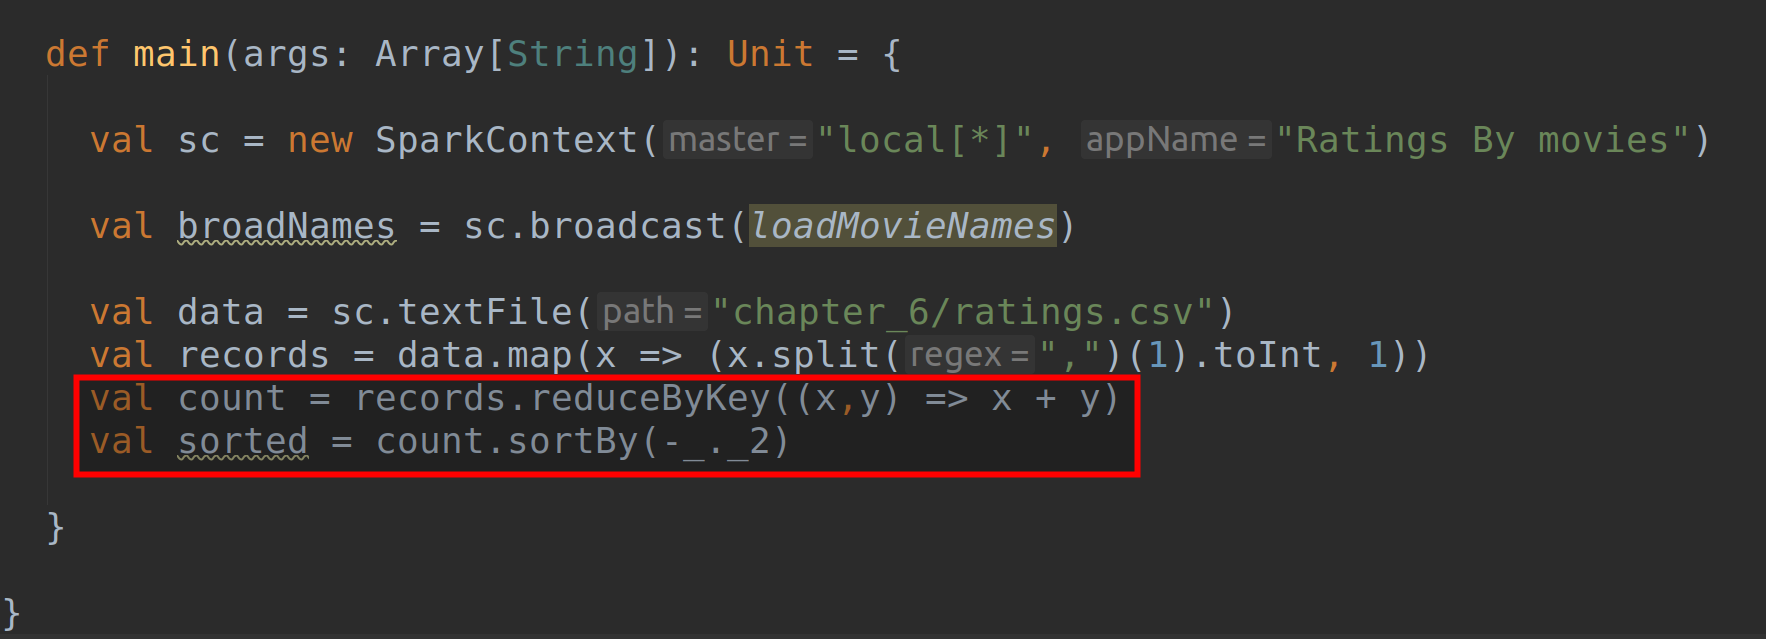 def main(args: Array[String]): Unit = {
val sc = new SparkContext(master = "local[*]", appName = "Ratings By movies")
val broadNames = sc.broadcast(loadMovieNames)
val data = sc.textFile(path = "chapter_6/ratings.csv")
val records = data.map(x => (x.split(regex = ",")(1).toInt, 1))
val count = records.reduceByKey((x,y) => x + y)
val sorted = count.sortBy(-_._2)
}
}